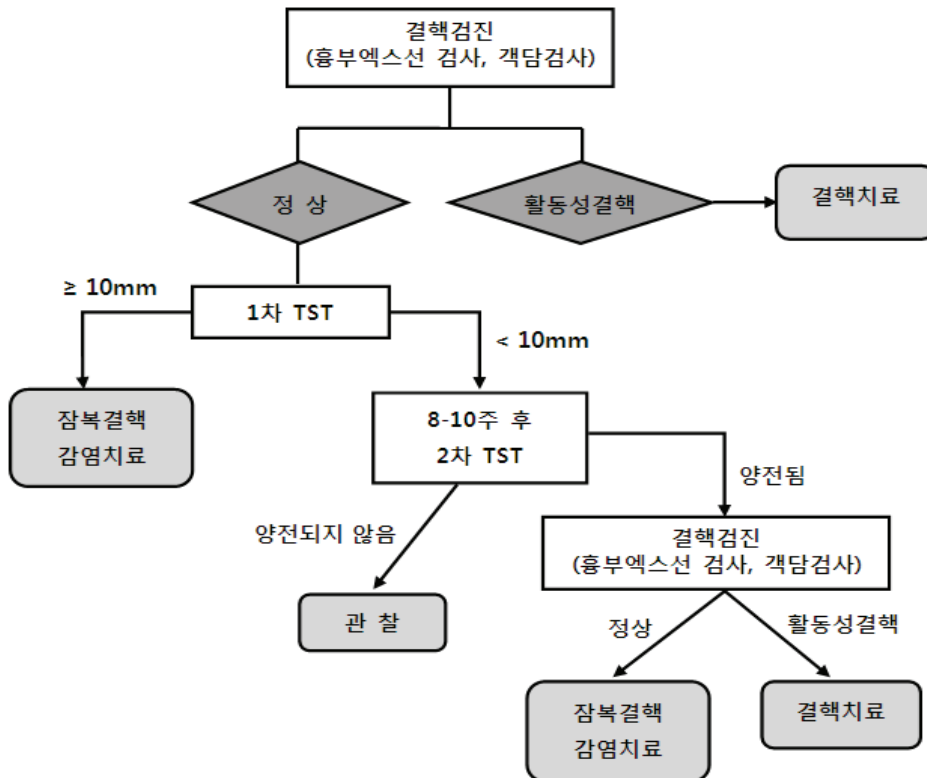 결핵검진
(흉부엑스선 검사, 객담검사)
정 상
활동성결핵
결핵치료
≥ 10mm
1차 TST
< 10mm
잠복결핵
감염치료
8-10주 후
2차 TST
양전됨
양전되지 않음
결핵검진
(흉부엑스선 검사, 객담검사)
관 찰
정상
활동성결핵
잠복결핵
감염치료
결핵치료